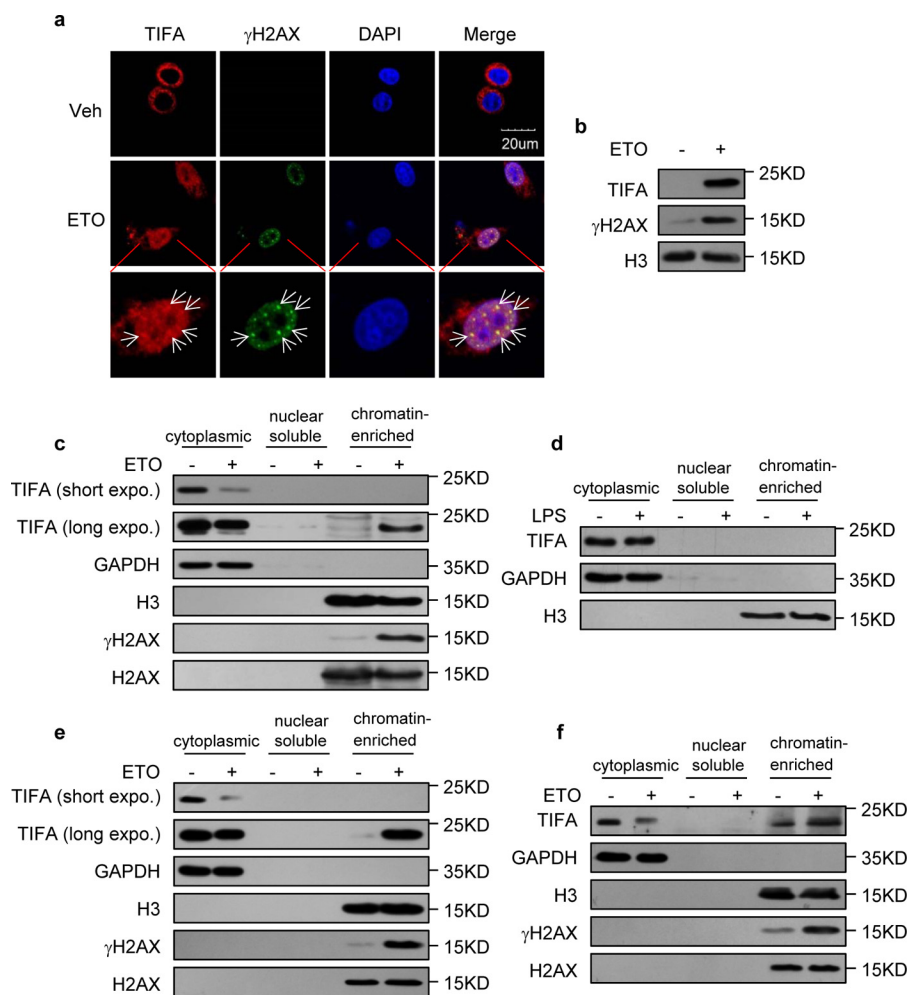 a
TIFA γH2AX DAPI Merge
Veh
20um
ETO
b
ETO - +
25KD
TIFA
γH2AX 15KD
H3 15KD
c
cytoplasmic nuclear soluble chromatin-enriched
ETO - + - + - +
25KD
TIFA (short expo.)
25KD
TIFA (long expo.)
GAPDH 35KD
H3 15KD
γH2AX 15KD
H2AX 15KD
d
cytoplasmic nuclear soluble chromatin-enriched
LPS - + - + - +
25KD
TIFA
GAPDH 35KD
H3 15KD
e
cytoplasmic nuclear soluble chromatin-enriched
ETO - + - + - +
25KD
TIFA (short expo.)
25KD
TIFA (long expo.)
GAPDH 35KD
H3 15KD
γH2AX 15KD
H2AX 15KD
f
cytoplasmic nuclear soluble chromatin-enriched
ETO - + - + - +
25KD
TIFA
GAPDH 35KD
H3 15KD
γH2AX 15KD
H2AX 15KD